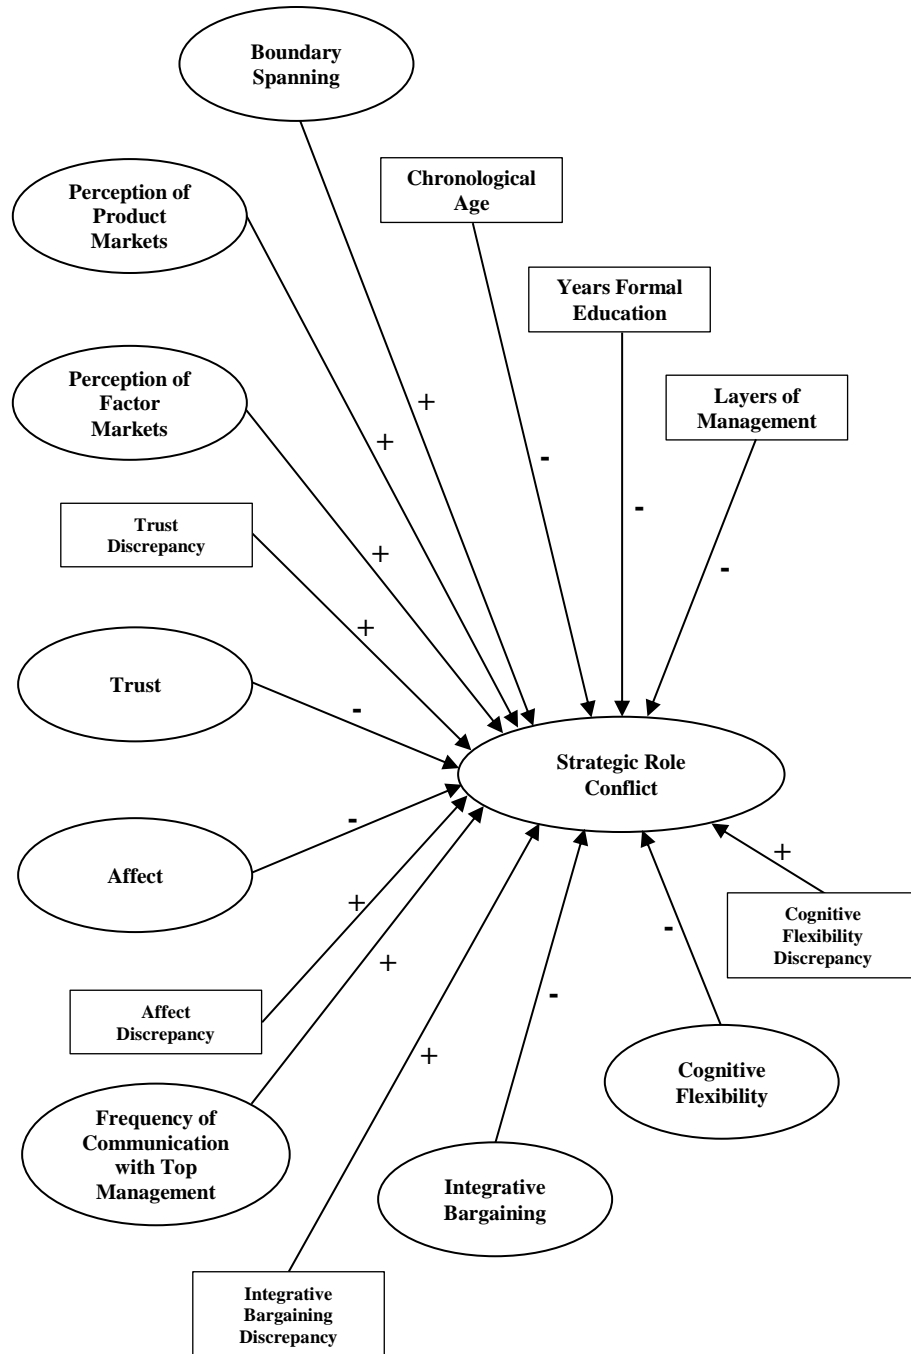 Boundary
Spanning
Chronological
Age
Perception of
Product
Markets
Years Formal
Education
Perception of
Factor
Markets
Layers of
Management
+
+
-
-
+
-
Trust
Discrepancy
+
Trust
-
Strategic Role
Conflict
-
Affect
+
+
-
-
+
+
Cognitive
Flexibility
Discrepancy
Affect
Discrepancy
+
Cognitive
Flexibility
Frequency of
Communication
with Top
Management
Integrative
Bargaining
Integrative
Bargaining
Discrepancy